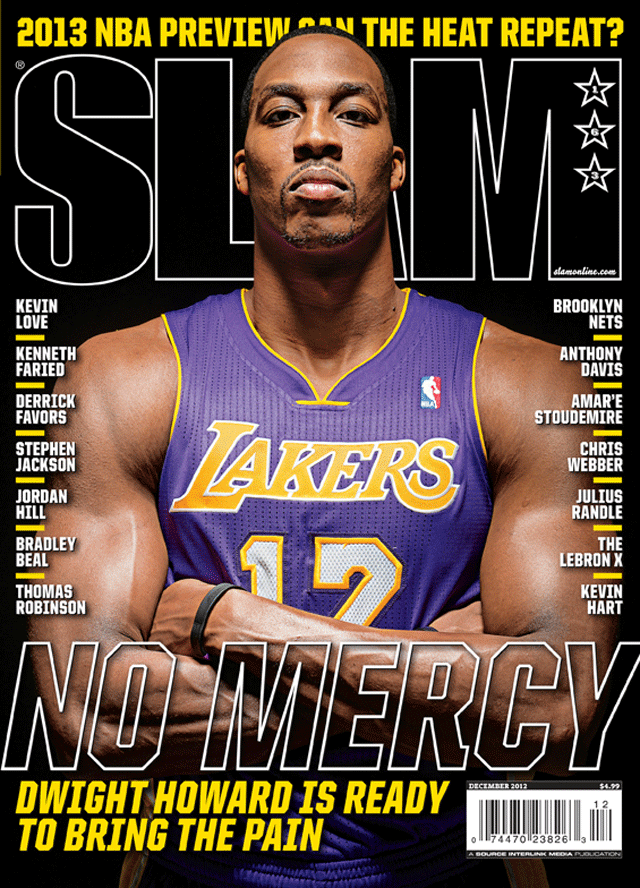 2013 NBA PREVIEW CAN THE HEAT REPEAT?
SLAM
®
1
6
3
slamonline.com
KEVIN
LOVE
KENNETH
FARIED
DERRICK
FAVORS
STEPHEN
JACKSON
JORDAN
HILL
BRADLEY
BEAL
THOMAS
ROBINSON
BROOKLYN
NETS
ANTHONY
DAVIS
AMAR'E
STOUDEMIRE
CHRIS
WEBBER
JULIUS
RANDLE
THE
LEBRON X
KEVIN
HART
NBA
LAKERS
12
NO MERCY
DWIGHT HOWARD IS READY
TO BRING THE PAIN
DECEMBER 2012 $4.99
12
0 74470 23826 3
A SOURCE INTERLINK MEDIA PUBLICATION